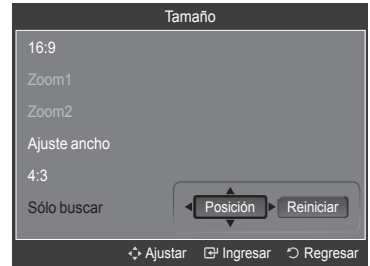 Tamaño
16:9
Zoom1
Zoom2
Ajuste ancho
4:3
Sólo buscar
Posición Reiniciar
Ajustar Ingresar Regresar